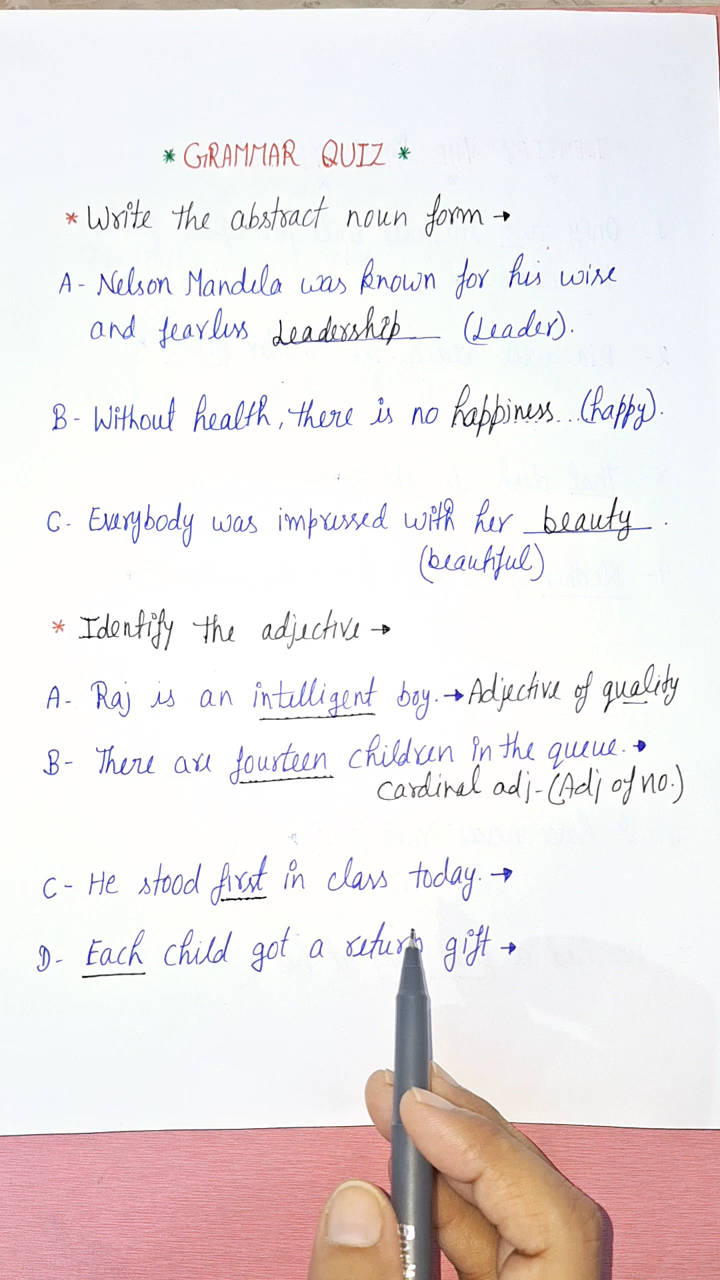 * GRAMMAR QUIZ *
* Write the abstract noun form →
A- Nelson Mandela was known for his wise
and fearless Leadership (Leader).
B- Without health, there is no happiness (happy).
C- Everybody was impressed with her beauty.
(beautiful)
* Identify the adjective →
A- Raj is an intelligent boy. → Adjective of quality
B- There are fourteen children in the queue. →
cardinal adj- (Adj of no.)
C- He stood first in class today. →
D- Each child got a return gift →